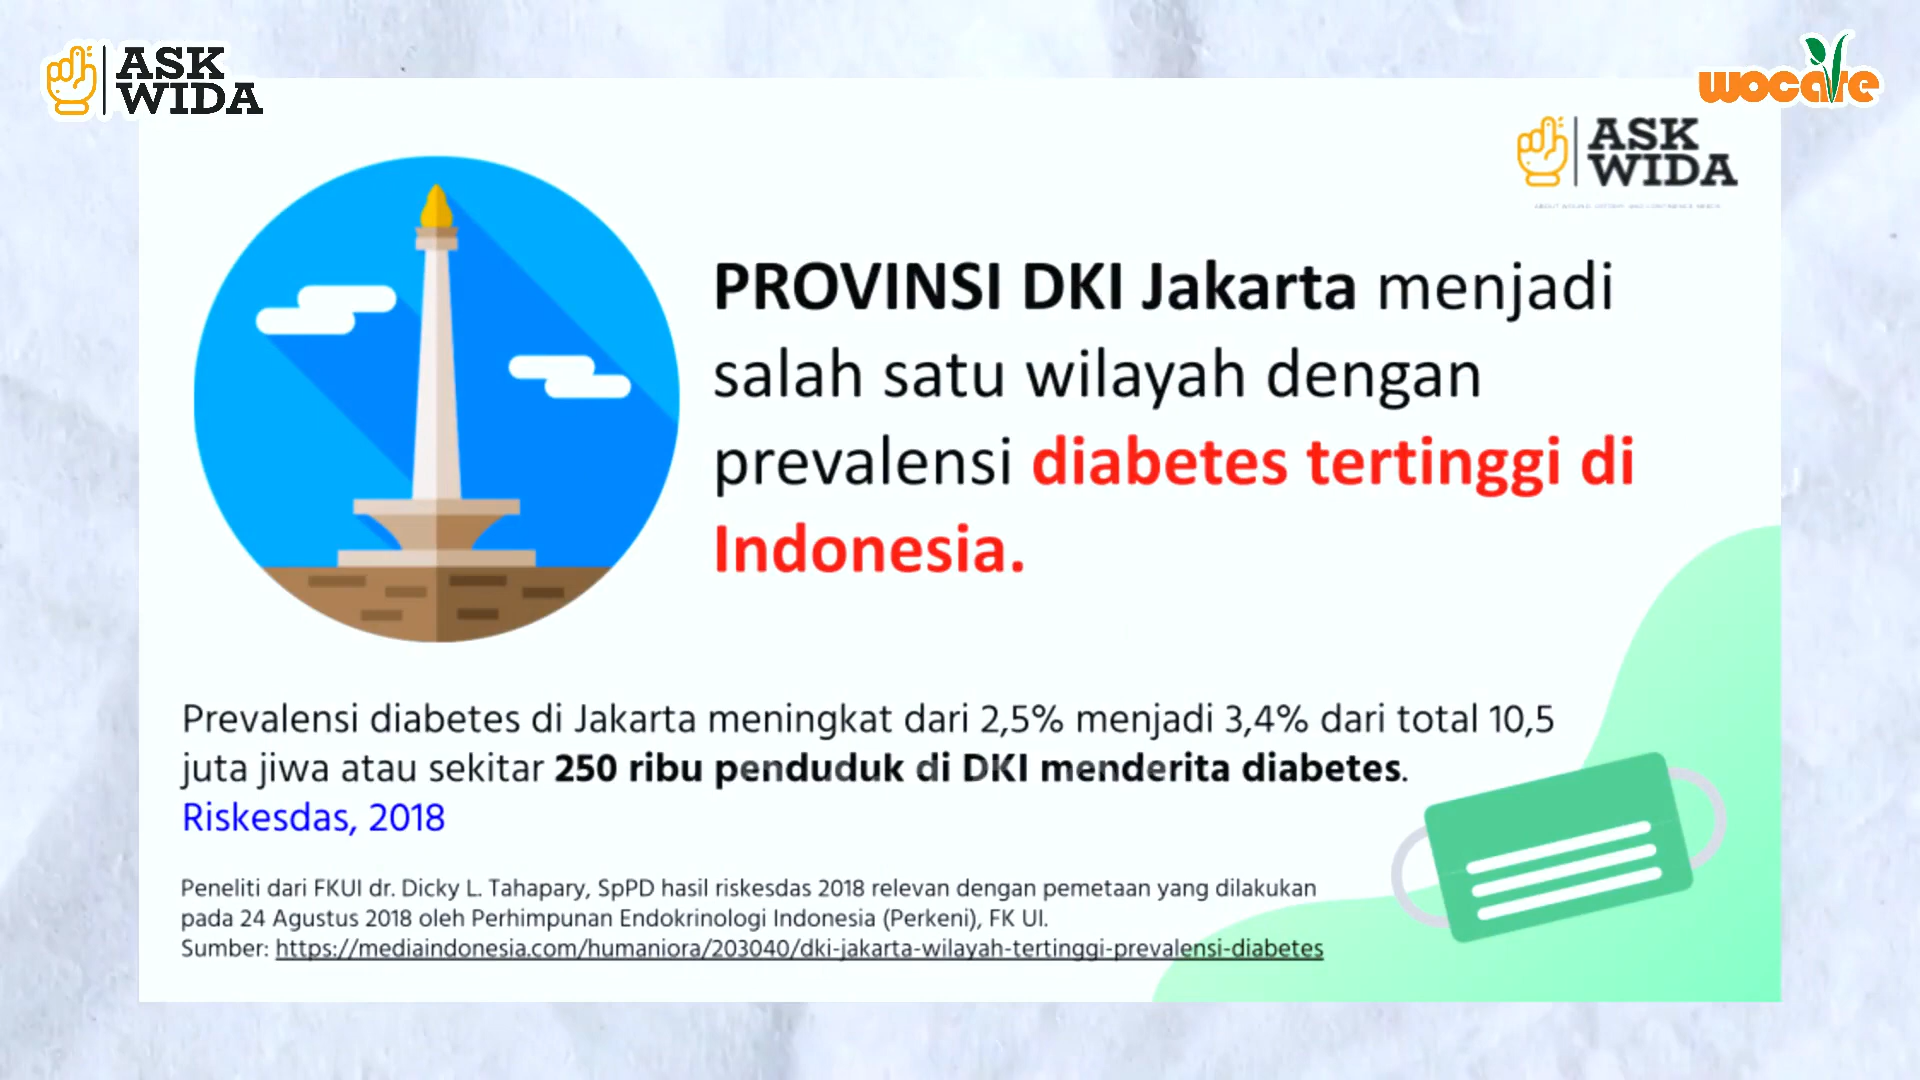 ASK
WIDA
wocare
ASK
WIDA
PROVINSI DKI Jakarta menjadi
salah satu wilayah dengan
prevalensi diabetes tertinggi di
Indonesia.
Prevalensi diabetes di Jakarta meningkat dari 2,5% menjadi 3,4% dari total 10,5
juta jiwa atau sekitar 250 ribu penduduk di DKI menderita diabetes.
Riskesdas, 2018
Peneliti dari FKUI dr. Dicky L. Tahapary, SpPD hasil riskesdas 2018 relevan dengan pemetaan yang dilakukan
pada 24 Agustus 2018 oleh Perhimpunan Endokrinologi Indonesia (Perkeni), FK UI.
Sumber: https://mediaindonesia.com/humaniora/203040/dki-jakarta-wilayah-tertinggi-prevalensi-diabetes